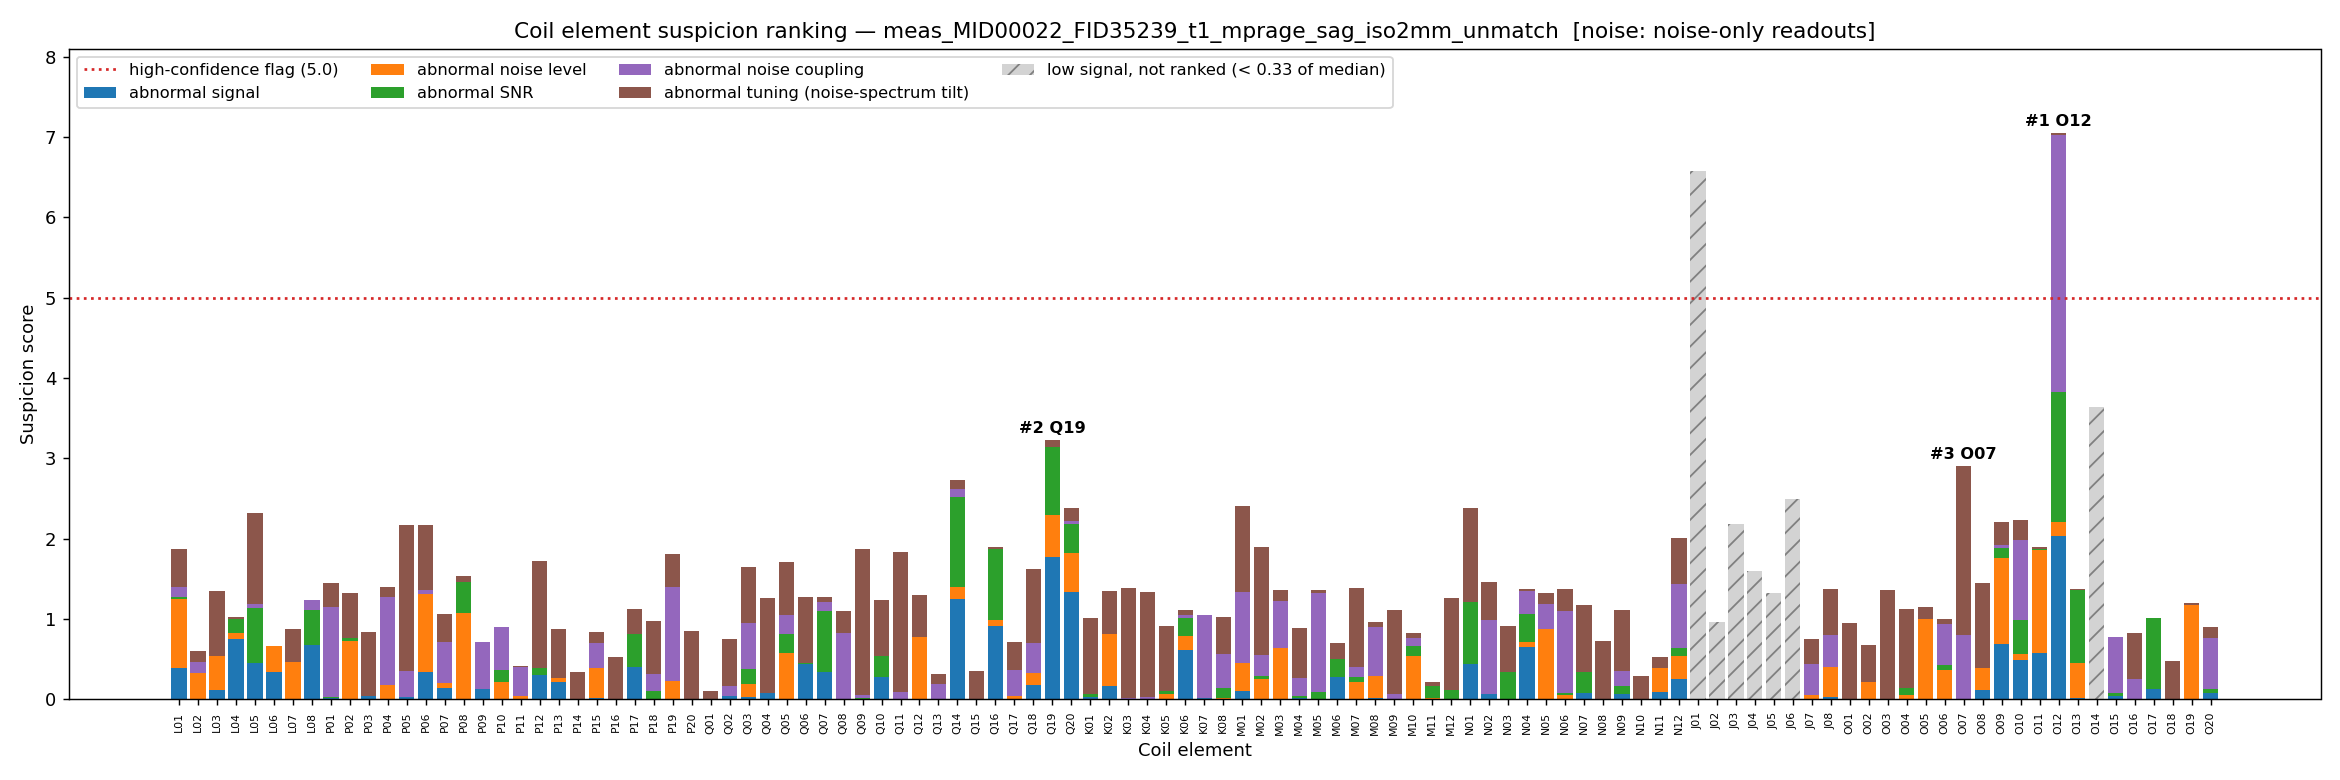 Coil element suspicion ranking — meas_MID00022_FID35239_t1_mprage_sag_iso2mm_unmatch [noise: noise-only readouts]
high-confidence flag (5.0)
abnormal signal
abnormal noise level
abnormal SNR
abnormal noise coupling
abnormal tuning (noise-spectrum tilt)
low signal, not ranked (< 0.33 of median)
Suspicion score
8
7
6
5
4
3
2
1
0
#1 O12
#2 Q19
#3 O07
L01 L02 L03 L04 L05 L06 L07 L08 P01 P02 P03 P04 P05 P06 P07 P08 P09 P10 P11 P12 P13 P14 P15 P16 P17 P18 P19 P20 Q01 Q02 Q03 Q04 Q05 Q06 Q07 Q08 Q09 Q10 Q11 Q12 Q13 Q14 Q15 Q16 Q17 Q18 Q19 Q20 K01 K02 K03 K04 K05 K06 K07 K08 M01 M02 M03 M04 M05 M06 M07 M08 M09 M10 M11 M12 N01 N02 N03 N04 N05 N06 N07 N08 N09 N10 N11 N12 J01 J02 J03 J04 J05 J06 J07 J08 O01 O02 O03 O04 O05 O06 O07 O08 O09 O10 O11 O12 O13 O14 O15 O16 O17 O18 O19 O20
Coil element